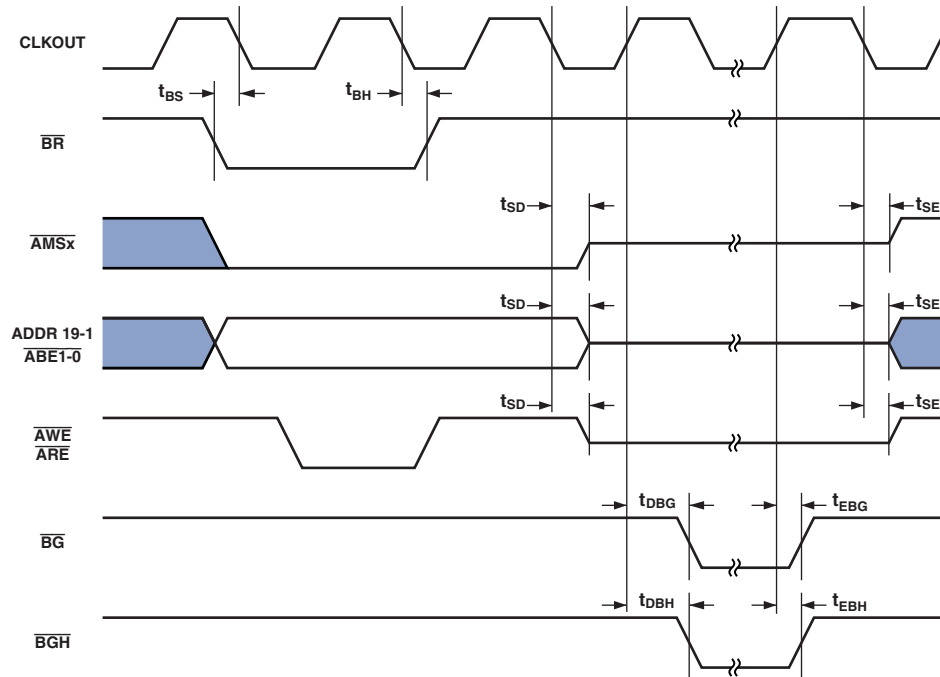 CLKOUT
tBS
tBH
BR
tSD
tSE
AMSx
tSD
tSE
ADDR 19-1
ABE1-0
tSD
tSE
AWE
ARE
tDBG
tEBG
BG
tDBH
tEBH
BGH